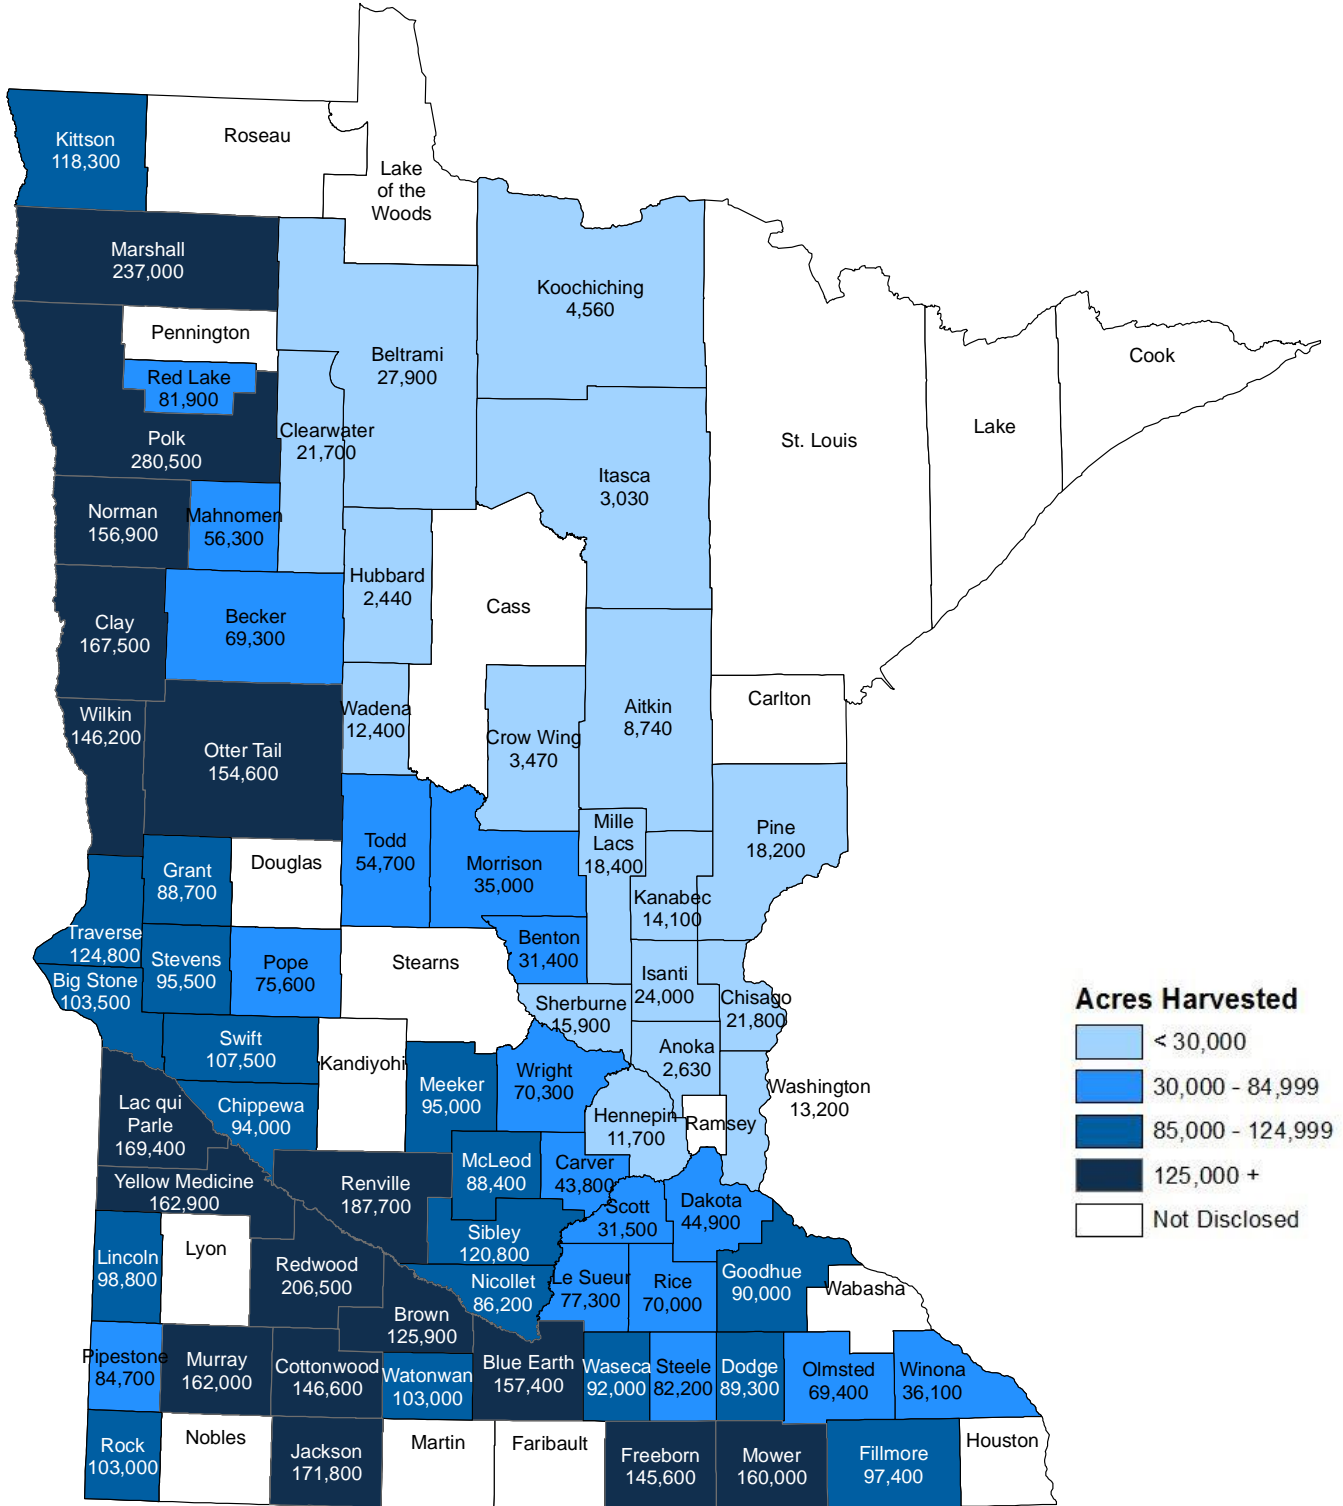 Kittson
118,300
Roseau
Lake
of the
Woods
Marshall
237,000
Koochiching
4,560
Pennington
Beltrami
27,900
Cook
Red Lake
81,900
Polk
280,500
Clearwater
21,700
St. Louis
Lake
Itasca
3,030
Norman
156,900
Mahnomen
56,300
Hubbard
2,440
Cass
Clay
167,500
Becker
69,300
Carlton
Wilkin
146,200
Wadena
12,400
Aitkin
8,740
Otter Tail
154,600
Crow Wing
3,470
Mille
Lacs
18,400
Pine
18,200
Todd
54,700
Douglas
Grant
88,700
Morrison
35,000
Kanabec
14,100
Traverse
124,800
Stevens
95,500
Pope
75,600
Stearns
Benton
31,400
Big Stone
103,500
Isanti
24,000
Sherburne
15,900
Chisago
21,800
Swift
107,500
Kandiyohi
Anoka
2,630
Wright
70,300
Meeker
95,000
Washington
13,200
Lac qui
Parle
169,400
Chippewa
94,000
Hennepin
11,700
Ramsey
McLeod
88,400
Carver
43,800
Yellow Medicine
162,900
Renville
187,700
Scott
31,500
Dakota
44,900
Lincoln
98,800
Lyon
Sibley
120,800
Redwood
206,500
Nicollet
86,200
Le Sueur
77,300
Rice
70,000
Goodhue
90,000
Wabasha
Brown
125,900
Pipestone
84,700
Murray
162,000
Cottonwood
146,600
Watonwan
103,000
Blue Earth
157,400
Waseca
92,000
Steele
82,200
Dodge
89,300
Olmsted
69,400
Winona
36,100
Rock
103,000
Nobles
Jackson
171,800
Martin
Faribault
Freeborn
145,600
Mower
160,000
Fillmore
97,400
Houston
Acres Harvested
< 30,000
30,000 - 84,999
85,000 - 124,999
125,000 +
Not Disclosed